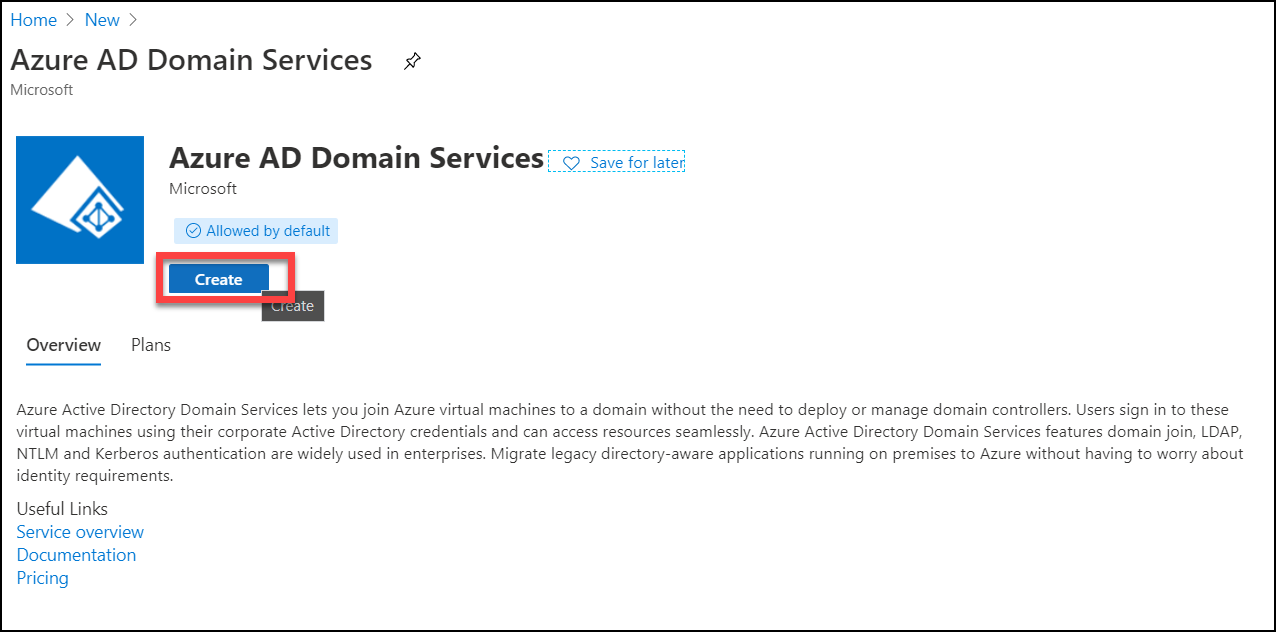 Home > New >
Azure AD Domain Services
Microsoft
Azure AD Domain Services
Save for later
Microsoft
Allowed by default
Create
Create
Overview Plans
Azure Active Directory Domain Services lets you join Azure virtual machines to a domain without the need to deploy or manage domain controllers. Users sign in to these
virtual machines using their corporate Active Directory credentials and can access resources seamlessly. Azure Active Directory Domain Services features domain join, LDAP,
NTLM and Kerberos authentication are widely used in enterprises. Migrate legacy directory-aware applications running on premises to Azure without having to worry about
identity requirements.
Useful Links
Service overview
Documentation
Pricing